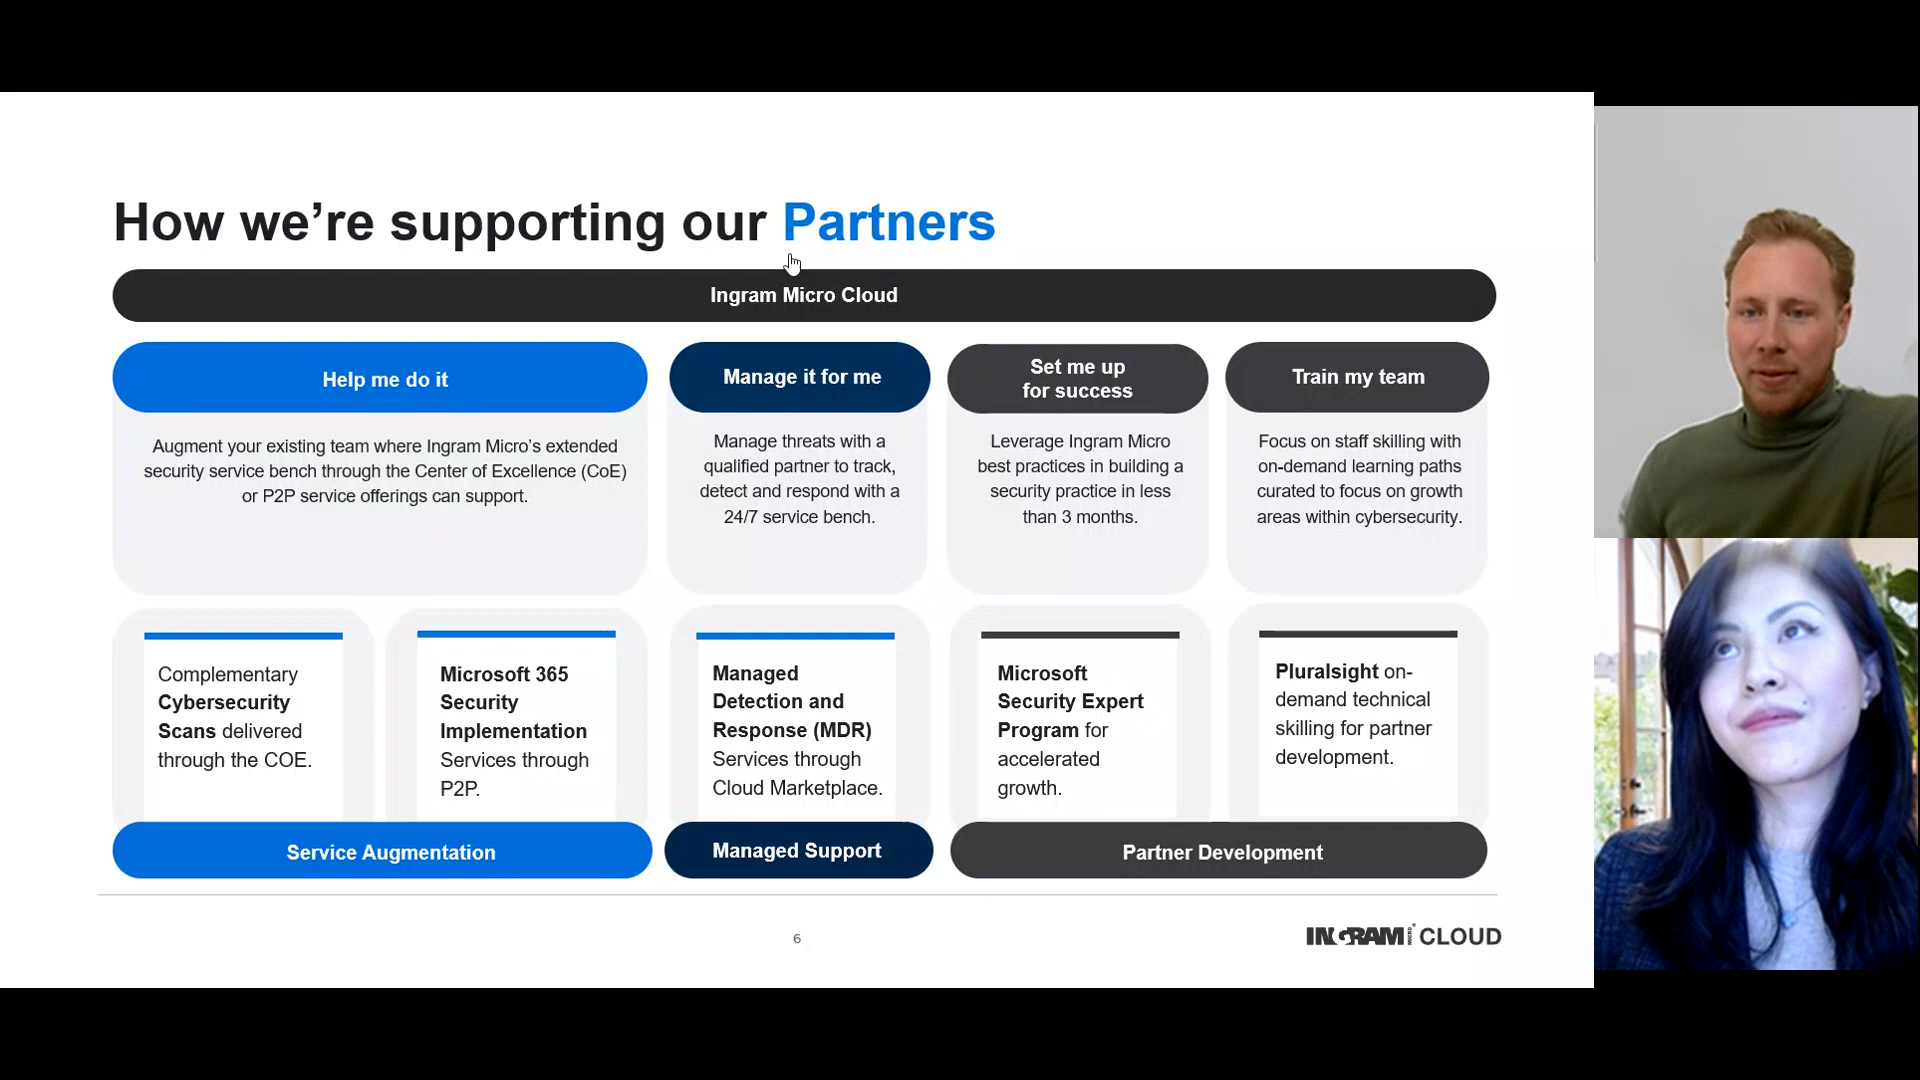 How we’re supporting our Partners
Ingram Micro Cloud
Help me do it
Augment your existing team where Ingram Micro’s extended
security service bench through the Center of Excellence (CoE)
or P2P service offerings can support.
Manage it for me
Manage threats with a
qualified partner to track,
detect and respond with a
24/7 service bench.
Set me up
for success
Leverage Ingram Micro
best practices in building a
security practice in less
than 3 months.
Train my team
Focus on staff skilling with
on-demand learning paths
curated to focus on growth
areas within cybersecurity.
Complementary
Cybersecurity
Scans delivered
through the COE.
Microsoft 365
Security
Implementation
Services through
P2P.
Managed
Detection and
Response (MDR)
Services through
Cloud Marketplace.
Microsoft
Security Expert
Program for
accelerated
growth.
Pluralsight on-
demand technical
skilling for partner
development.
Service Augmentation
Managed Support
Partner Development
6
INGRAM MICRO CLOUD